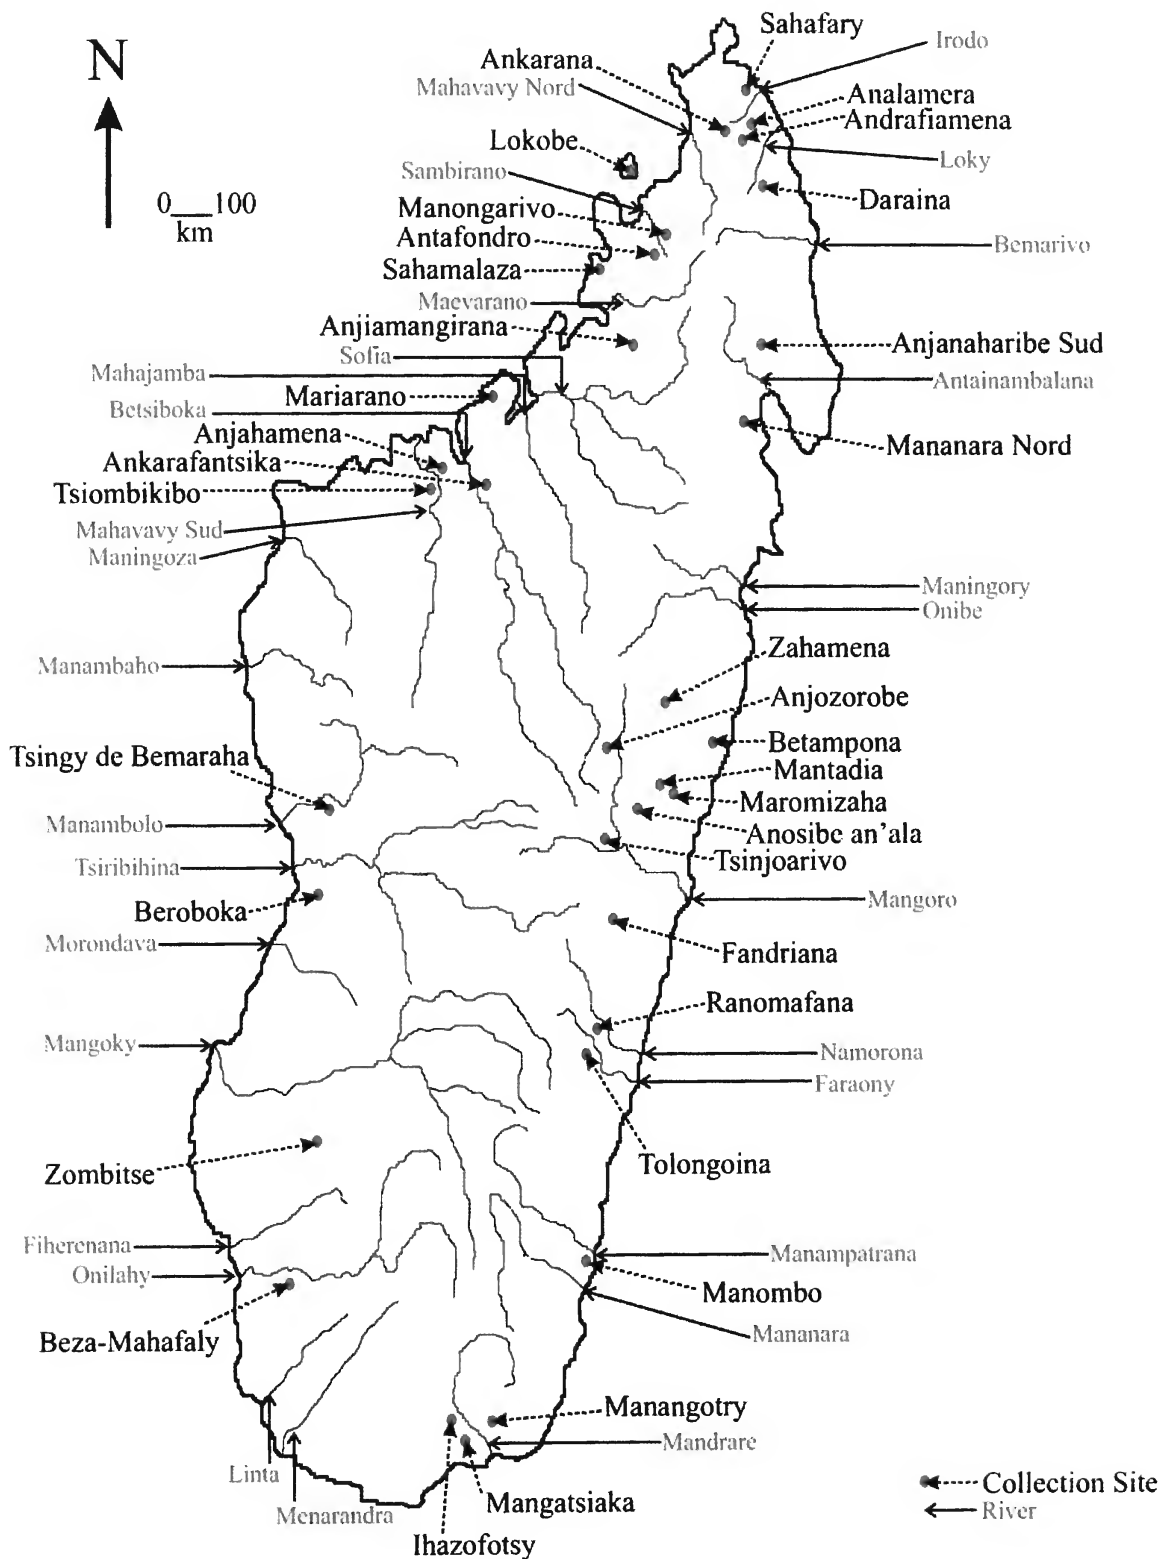 N
0 100
km
Sahafary
Irodo
Ankarana
Mahavavy Nord
Analamera
Andrafiamena
Lokobe
Loky
Sambirano
Daraina
Manongarivo
Antafondro
Bemarivo
Sahamalaza
Maevarano
Anjiamangirana
Anjanaharibe Sud
Sofia
Mahajamba
Antainambalana
Mariarano
Betsiboka
Mananara Nord
Anjahamena
Ankarafantsika
Tsiombikibo
Mahavavy Sud
Maningoza
Maningory
Onibe
Zahamena
Manambaho
Anjozorobe
Betampona
Tsingy de Bemaraha
Mantadia
Maromizaha
Manambolo
Anosibe an'ala
Tsinjoarivo
Tsiribihina
Beroboka
Mangoro
Morondava
Fandriana
Ranomafana
Mangoky
Namorona
Faraony
Zombitse
Tolongoina
Fiherenana
Manampatrana
Onilahy
Manombo
Beza-Mahafaly
Mananara
Manangotry
Mandrare
Linta
Collection Site
Mangatsiaka
River
Menarandra
Ihazofotsy